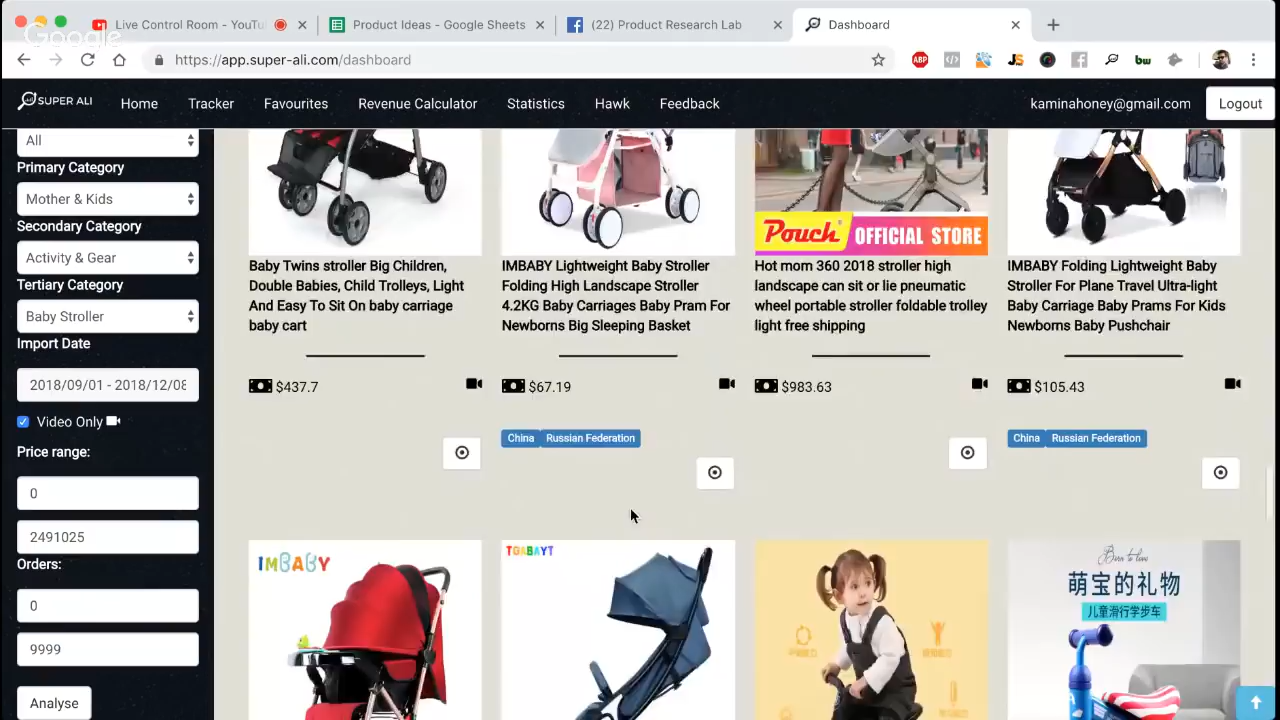 Live Control Room - YouTu
Product Ideas - Google Sheets
(22) Product Research Lab
Dashboard
Google
https://app.super-ali.com/dashboard
ABP
JS
bw
SUPER ALI
Home
Tracker
Favourites
Revenue Calculator
Statistics
Hawk
Feedback
kaminahoney@gmail.com
Logout
All
Primary Category
Mother & Kids
Secondary Category
Activity & Gear
Tertiary Category
Baby Stroller
Import Date
2018/09/01 - 2018/12/08
Video Only
Price range:
0
2491025
Orders:
0
9999
Analyse
Baby Twins stroller Big Children,
Double Babies, Child Trolleys, Light
And Easy To Sit On baby carriage
baby cart
$437.7
IMBABY Lightweight Baby Stroller
Folding High Landscape Stroller
4.2KG Baby Carriages Baby Pram For
Newborns Big Sleeping Basket
$67.19
China
Russian Federation
Pouch OFFICIAL STORE
Hot mom 360 2018 stroller high
landscape can sit or lie pneumatic
wheel portable stroller foldable trolley
light free shipping
$983.63
IMBABY Folding Lightweight Baby
Stroller For Plane Travel Ultra-light
Baby Carriage Baby Prams For Kids
Newborns Baby Pushchair
$105.43
China
Russian Federation
IMBABY
TGABAYT
Born to love
萌宝的礼物
儿童滑行学步车